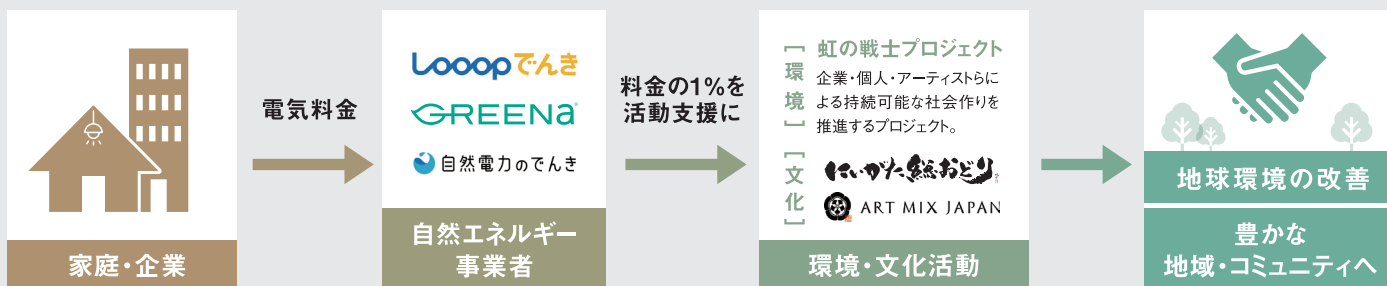 家庭・企業
電気料金
Looopでんき
GREENa
自然電力のでんき
自然エネルギー
事業者
料金の1%を
活動支援に
[環境]
虹の戦士プロジェクト
企業・個人・アーティストらに
よる持続可能な社会作りを
推進するプロジェクト。
[文化]
にいがた総おどり
ART MIX JAPAN
環境・文化活動
地球環境の改善
豊かな
地域・コミュニティへ